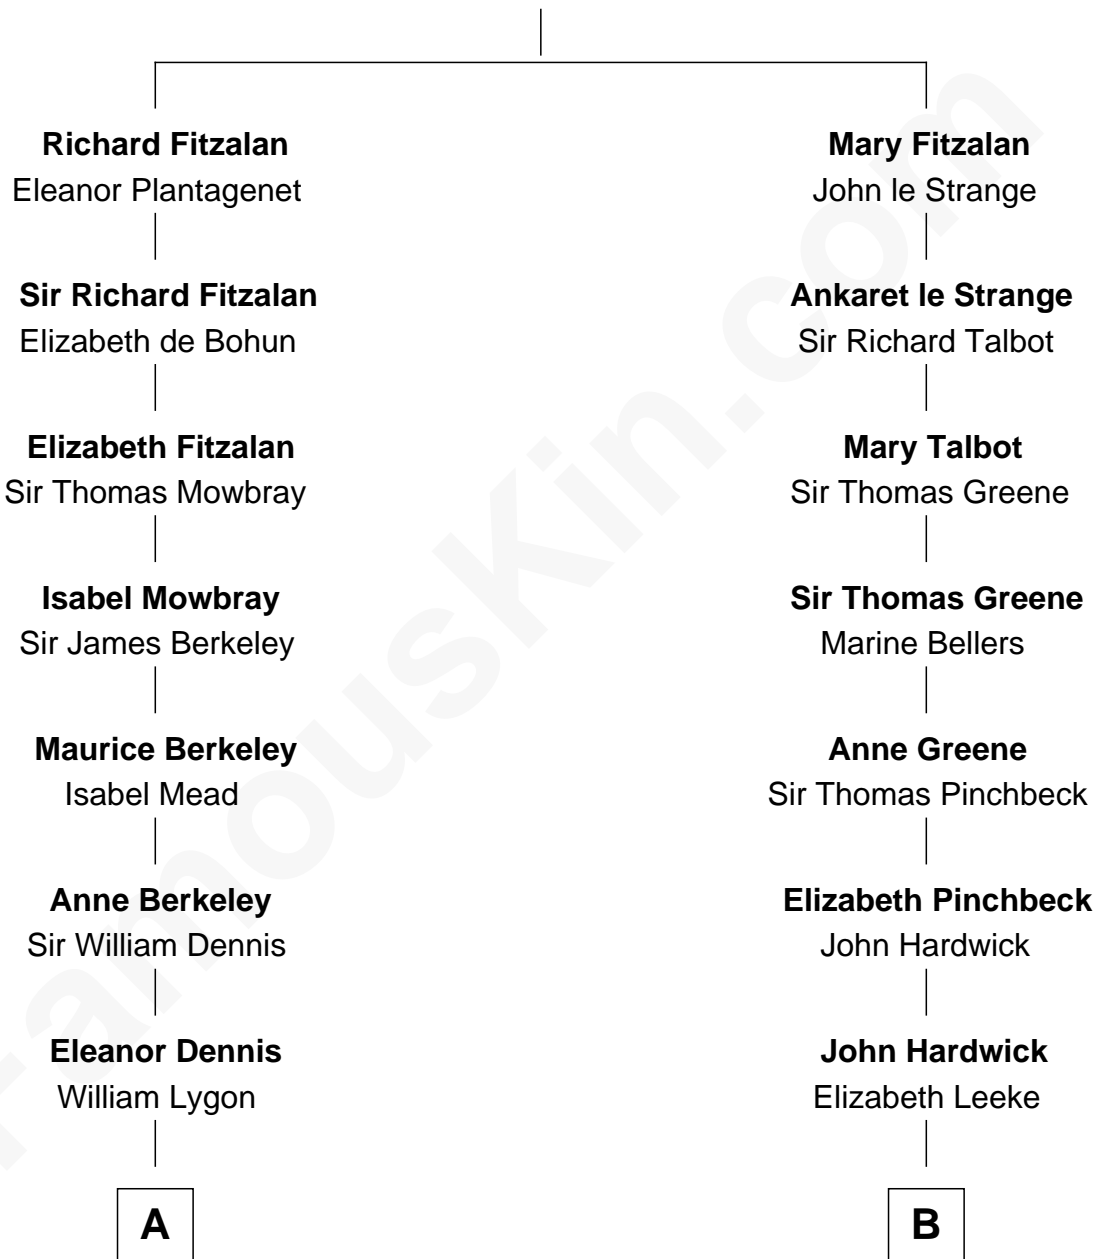 Richard Fitzalan
Eleanor Plantagenet
Sir Richard Fitzalan
Elizabeth de Bohun
Elizabeth Fitzalan
Sir Thomas Mowbray
Isabel Mowbray
Sir James Berkeley
Maurice Berkeley
Isabel Mead
Anne Berkeley
Sir William Dennis
Eleanor Dennis
William Lygon
A
Mary Fitzalan
John le Strange
Ankaret le Strange
Sir Richard Talbot
Mary Talbot
Sir Thomas Greene
Sir Thomas Greene
Marine Bellers
Anne Greene
Sir Thomas Pinchbeck
Elizabeth Pinchbeck
John Hardwick
John Hardwick
Elizabeth Leeke
B
FamousKin.com